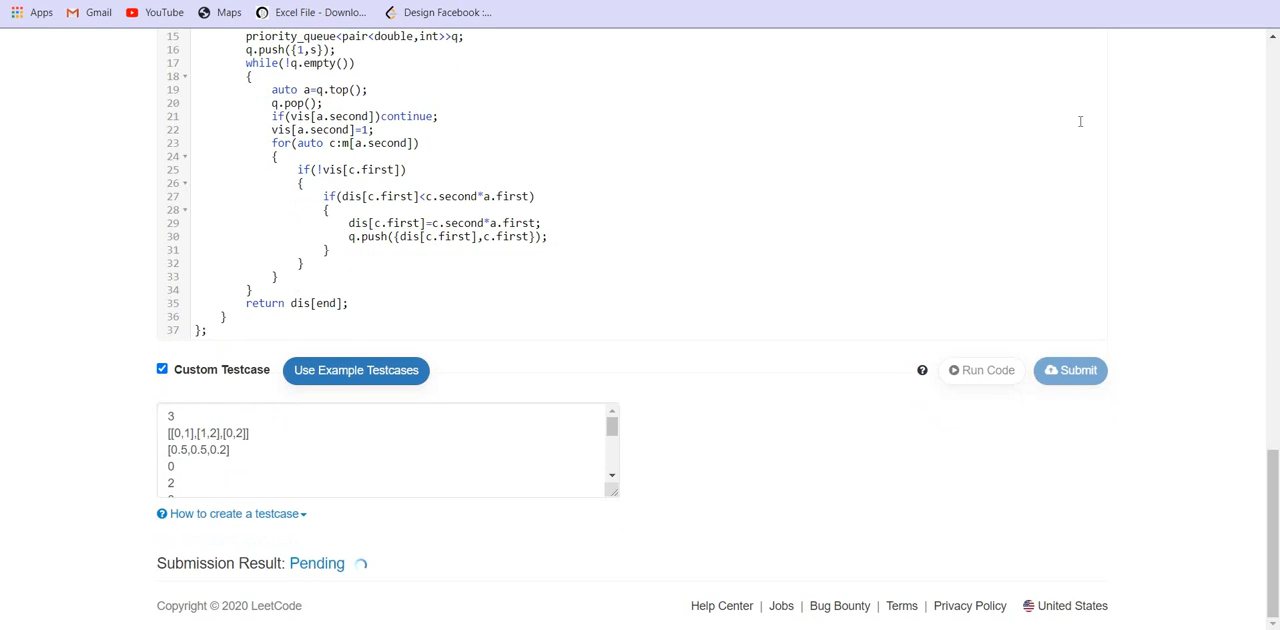 Apps Gmail YouTube Maps Excel File - Downlo... Design Facebook :...
15 priority_queue<pair<double,int>>q;
16 q.push({1,s});
17 while(!q.empty())
18 {
19 auto a=q.top();
20 q.pop();
21 if(vis[a.second])continue;
22 vis[a.second]=1;
23 for(auto c:m[a.second])
24 {
25 if(!vis[c.first])
26 {
27 if(dis[c.first]<c.second*a.first)
28 {
29 dis[c.first]=c.second*a.first;
30 q.push({dis[c.first],c.first});
31 }
32 }
33 }
34 }
35 return dis[end];
36 }
37 };
Custom Testcase Use Example Testcases ? Run Code Submit
3
[[0,1],[1,2],[0,2]]
[0.5,0.5,0.2]
0
2
? How to create a testcase
Submission Result: Pending
Copyright © 2020 LeetCode Help Center | Jobs | Bug Bounty | Terms | Privacy Policy United States